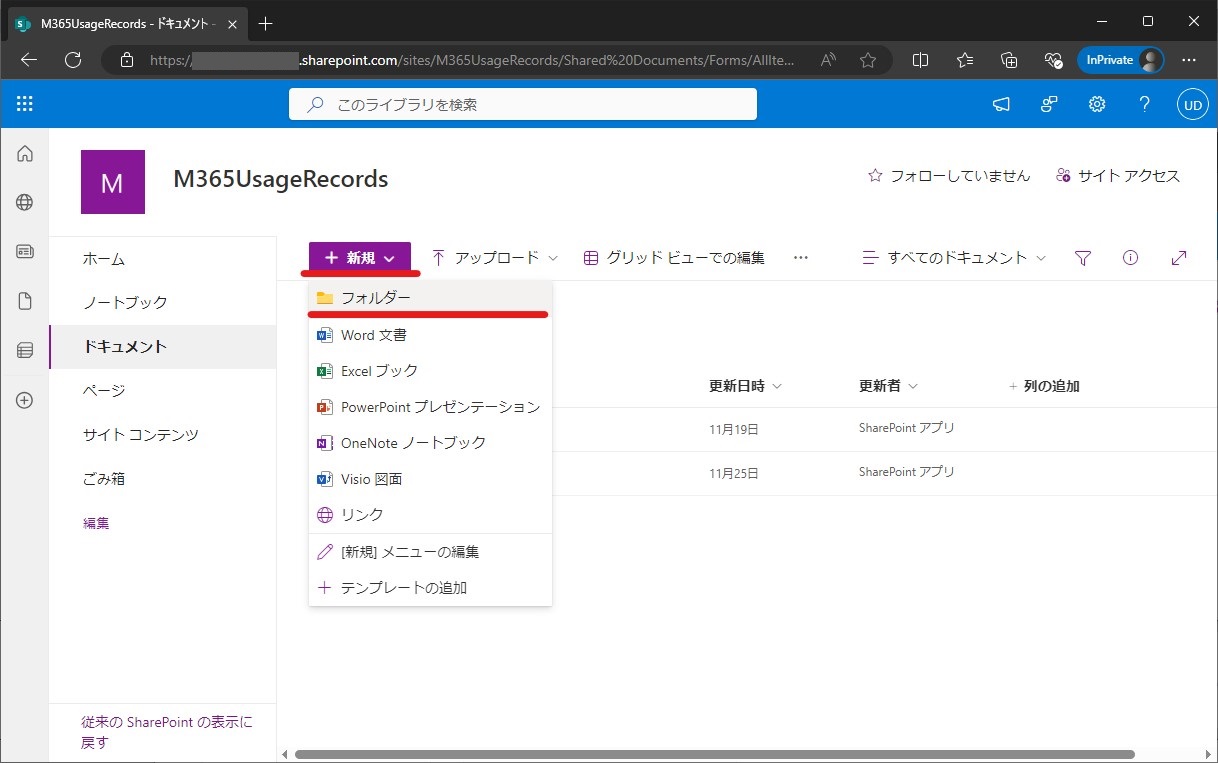 M365UsageRecords - ドキュメント -
https:// .sharepoint.com/sites/M365UsageRecords/Shared%20Documents/Forms/AllIte...
InPrivate
このライブラリを検索
UD
M
M365UsageRecords
フォローしていません
サイト アクセス
ホーム
ノートブック
ドキュメント
ページ
サイト コンテンツ
ごみ箱
編集
従来の SharePoint の表示に
戻す
新規
アップロード
グリッド ビューでの編集
すべてのドキュメント
フォルダー
Word 文書
Excel ブック
PowerPoint プレゼンテーション
OneNote ノートブック
Visio 図面
リンク
[新規] メニューの編集
テンプレートの追加
更新日時
更新者
+ 列の追加
11月19日
SharePoint アプリ
11月25日
SharePoint アプリ